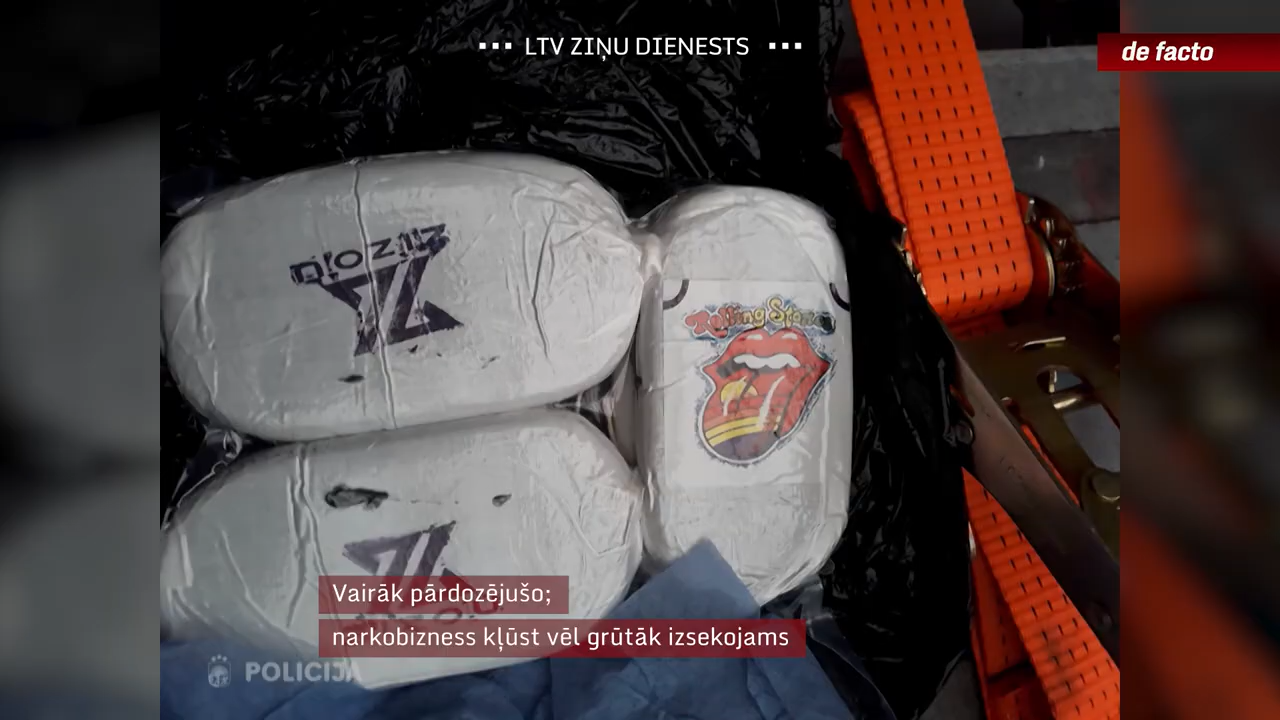 LTV ZIŅU DIENESTS
de facto
Rolling Stones
Vairāk pārdozējušo;
narkobizness kļūst vēl grūtāk izsekojams
POLICIJA